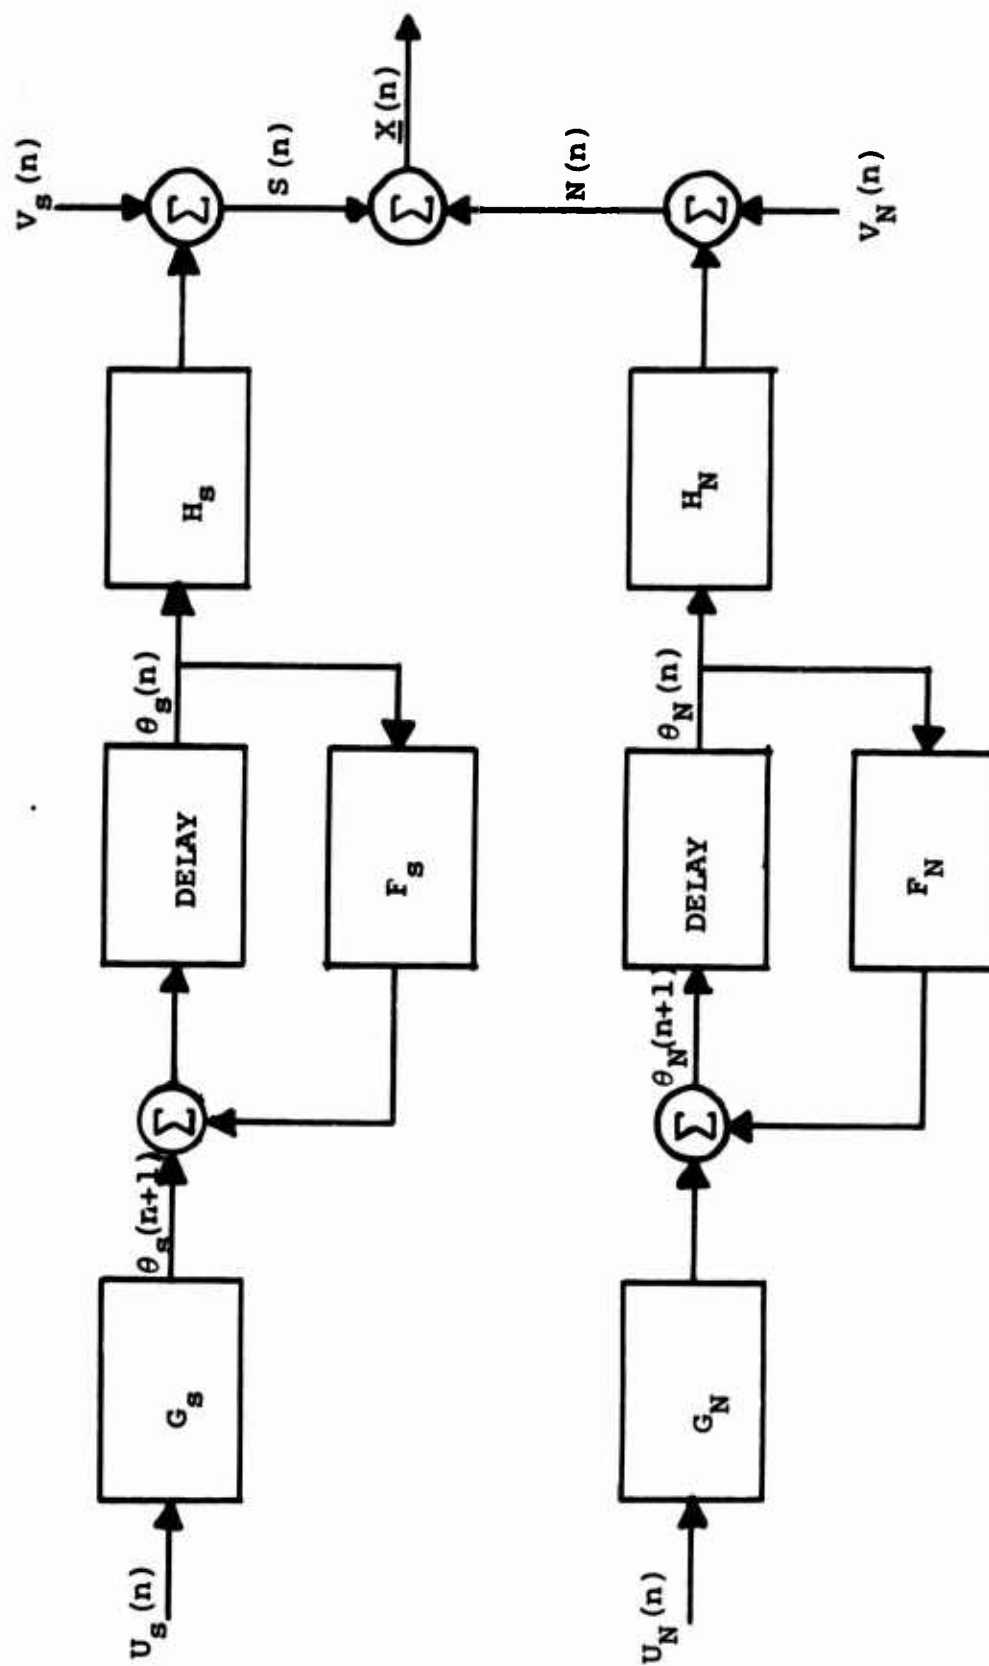 U_S(n)
G_S
θ_S(n+1)
Σ
DELAY
θ_S(n)
F_S
H_S
V_S(n)
Σ
S(n)
Σ
X(n)
U_N(n)
G_N
Σ
θ_N(n+1)
DELAY
θ_N(n)
F_N
H_N
Σ
N(n)
V_N(n)